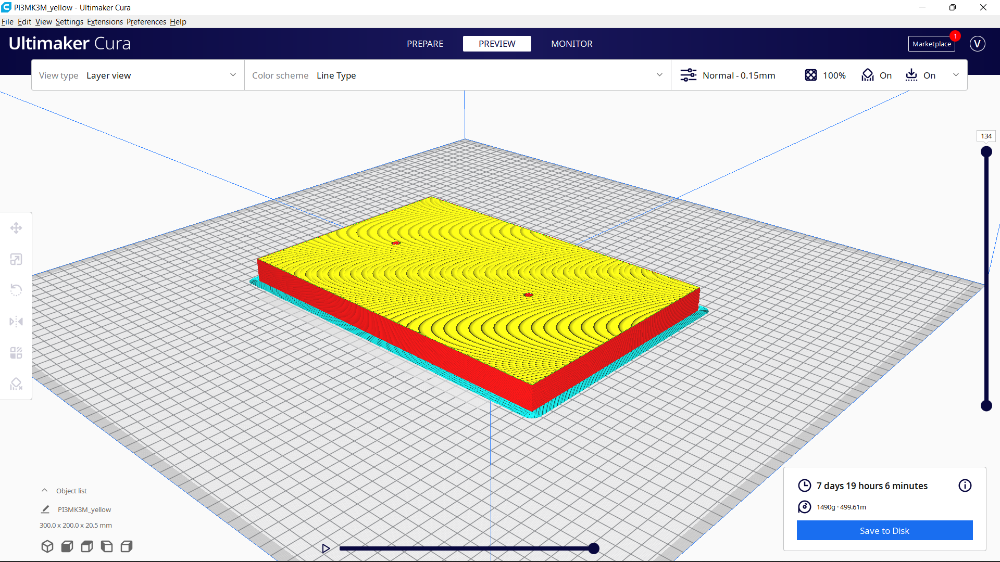 PI3MK3M_yellow - Ultimaker Cura
File Edit View Settings Extensions Preferences Help
Ultimaker Cura
PREPARE PREVIEW MONITOR
Marketplace 1 V
View type Layer view
Color scheme Line Type
Normal - 0.15mm 100% On On
134
Object list
PI3MK3M_yellow
300.0 x 200.0 x 20.5 mm
7 days 19 hours 6 minutes
1490g · 499.61m
Save to Disk